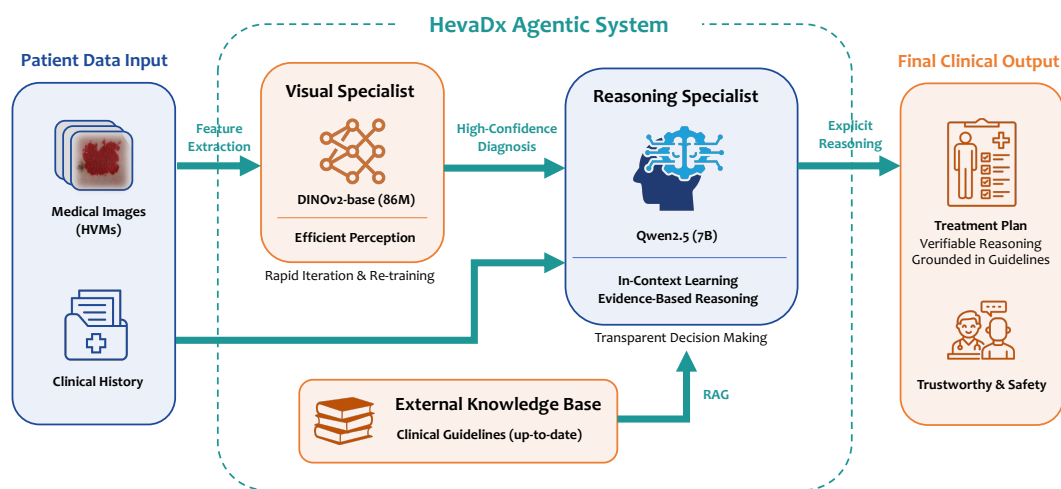 HevaDx Agentic System
Patient Data Input
Medical Images
(HVMs)
Clinical History
Feature
Extraction
Visual Specialist
DINOv2-base (86M)
Efficient Perception
Rapid Iteration & Re-training
High-Confidence
Diagnosis
Reasoning Specialist
Qwen2.5 (7B)
In-Context Learning
Evidence-Based Reasoning
Transparent Decision Making
External Knowledge Base
Clinical Guidelines (up-to-date)
RAG
Explicit
Reasoning
Final Clinical Output
Treatment Plan
Verifiable Reasoning
Grounded in Guidelines
Trustworthy & Safety